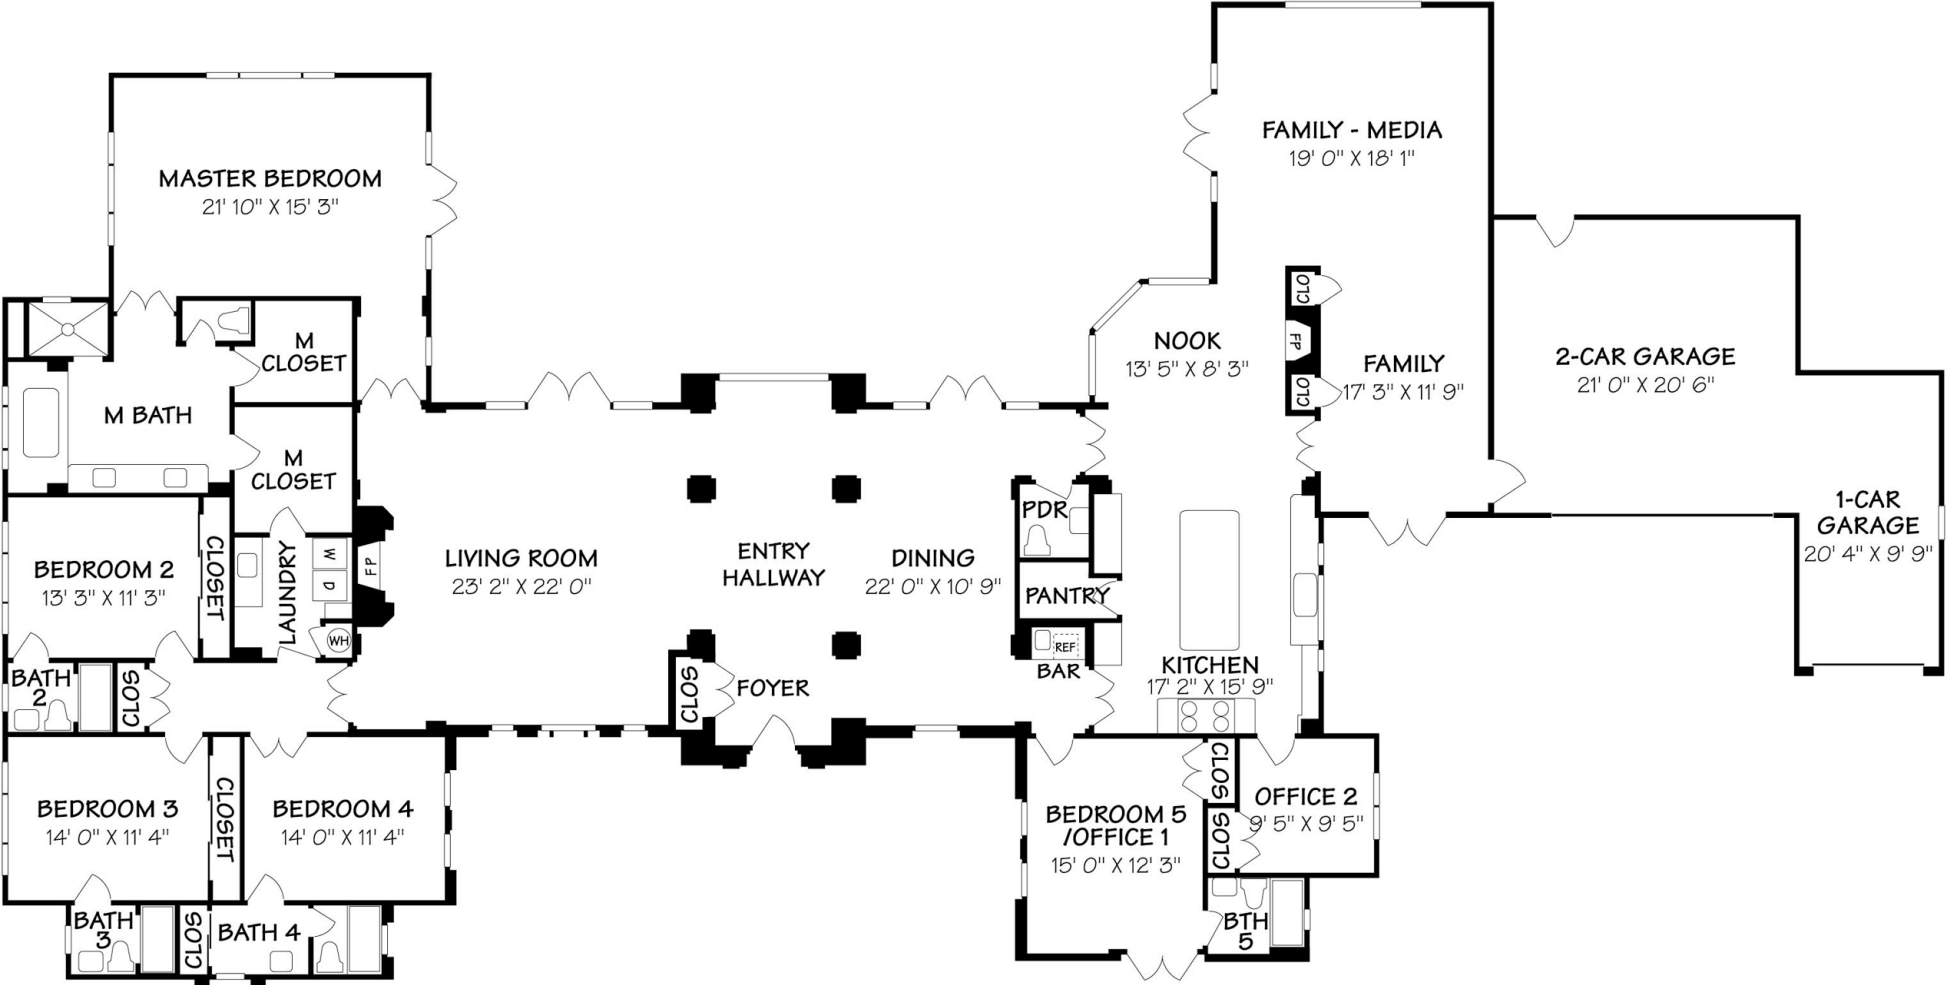 FAMILY - MEDIA
19' 0" X 18' 1"
MASTER BEDROOM
21' 10" X 15' 3"
CLO
FP
CLO
NOOK
13' 5" X 8' 3"
FAMILY
17' 3" X 11' 9"
2-CAR GARAGE
21' 0" X 20' 6"
M
CLOSET
M BATH
M
CLOSET
1-CAR
GARAGE
20' 4" X 9' 9"
BEDROOM 2
13' 3" X 11' 3"
CLOSET
LAUNDRY
W
D
WH
FP
LIVING ROOM
23' 2" X 22' 0"
ENTRY
HALLWAY
DINING
22' 0" X 10' 9"
PDR
PANTRY
REF
BAR
KITCHEN
17' 2" X 15' 9"
BATH
2
CLOS
CLOS
FOYER
BEDROOM 3
14' 0" X 11' 4"
CLOSET
BEDROOM 4
14' 0" X 11' 4"
BEDROOM 5
/OFFICE 1
15' 0" X 12' 3"
CLOS
CLOS
OFFICE 2
9' 5" X 9' 5"
BATH
3
CLOS
BATH 4
BTH
5